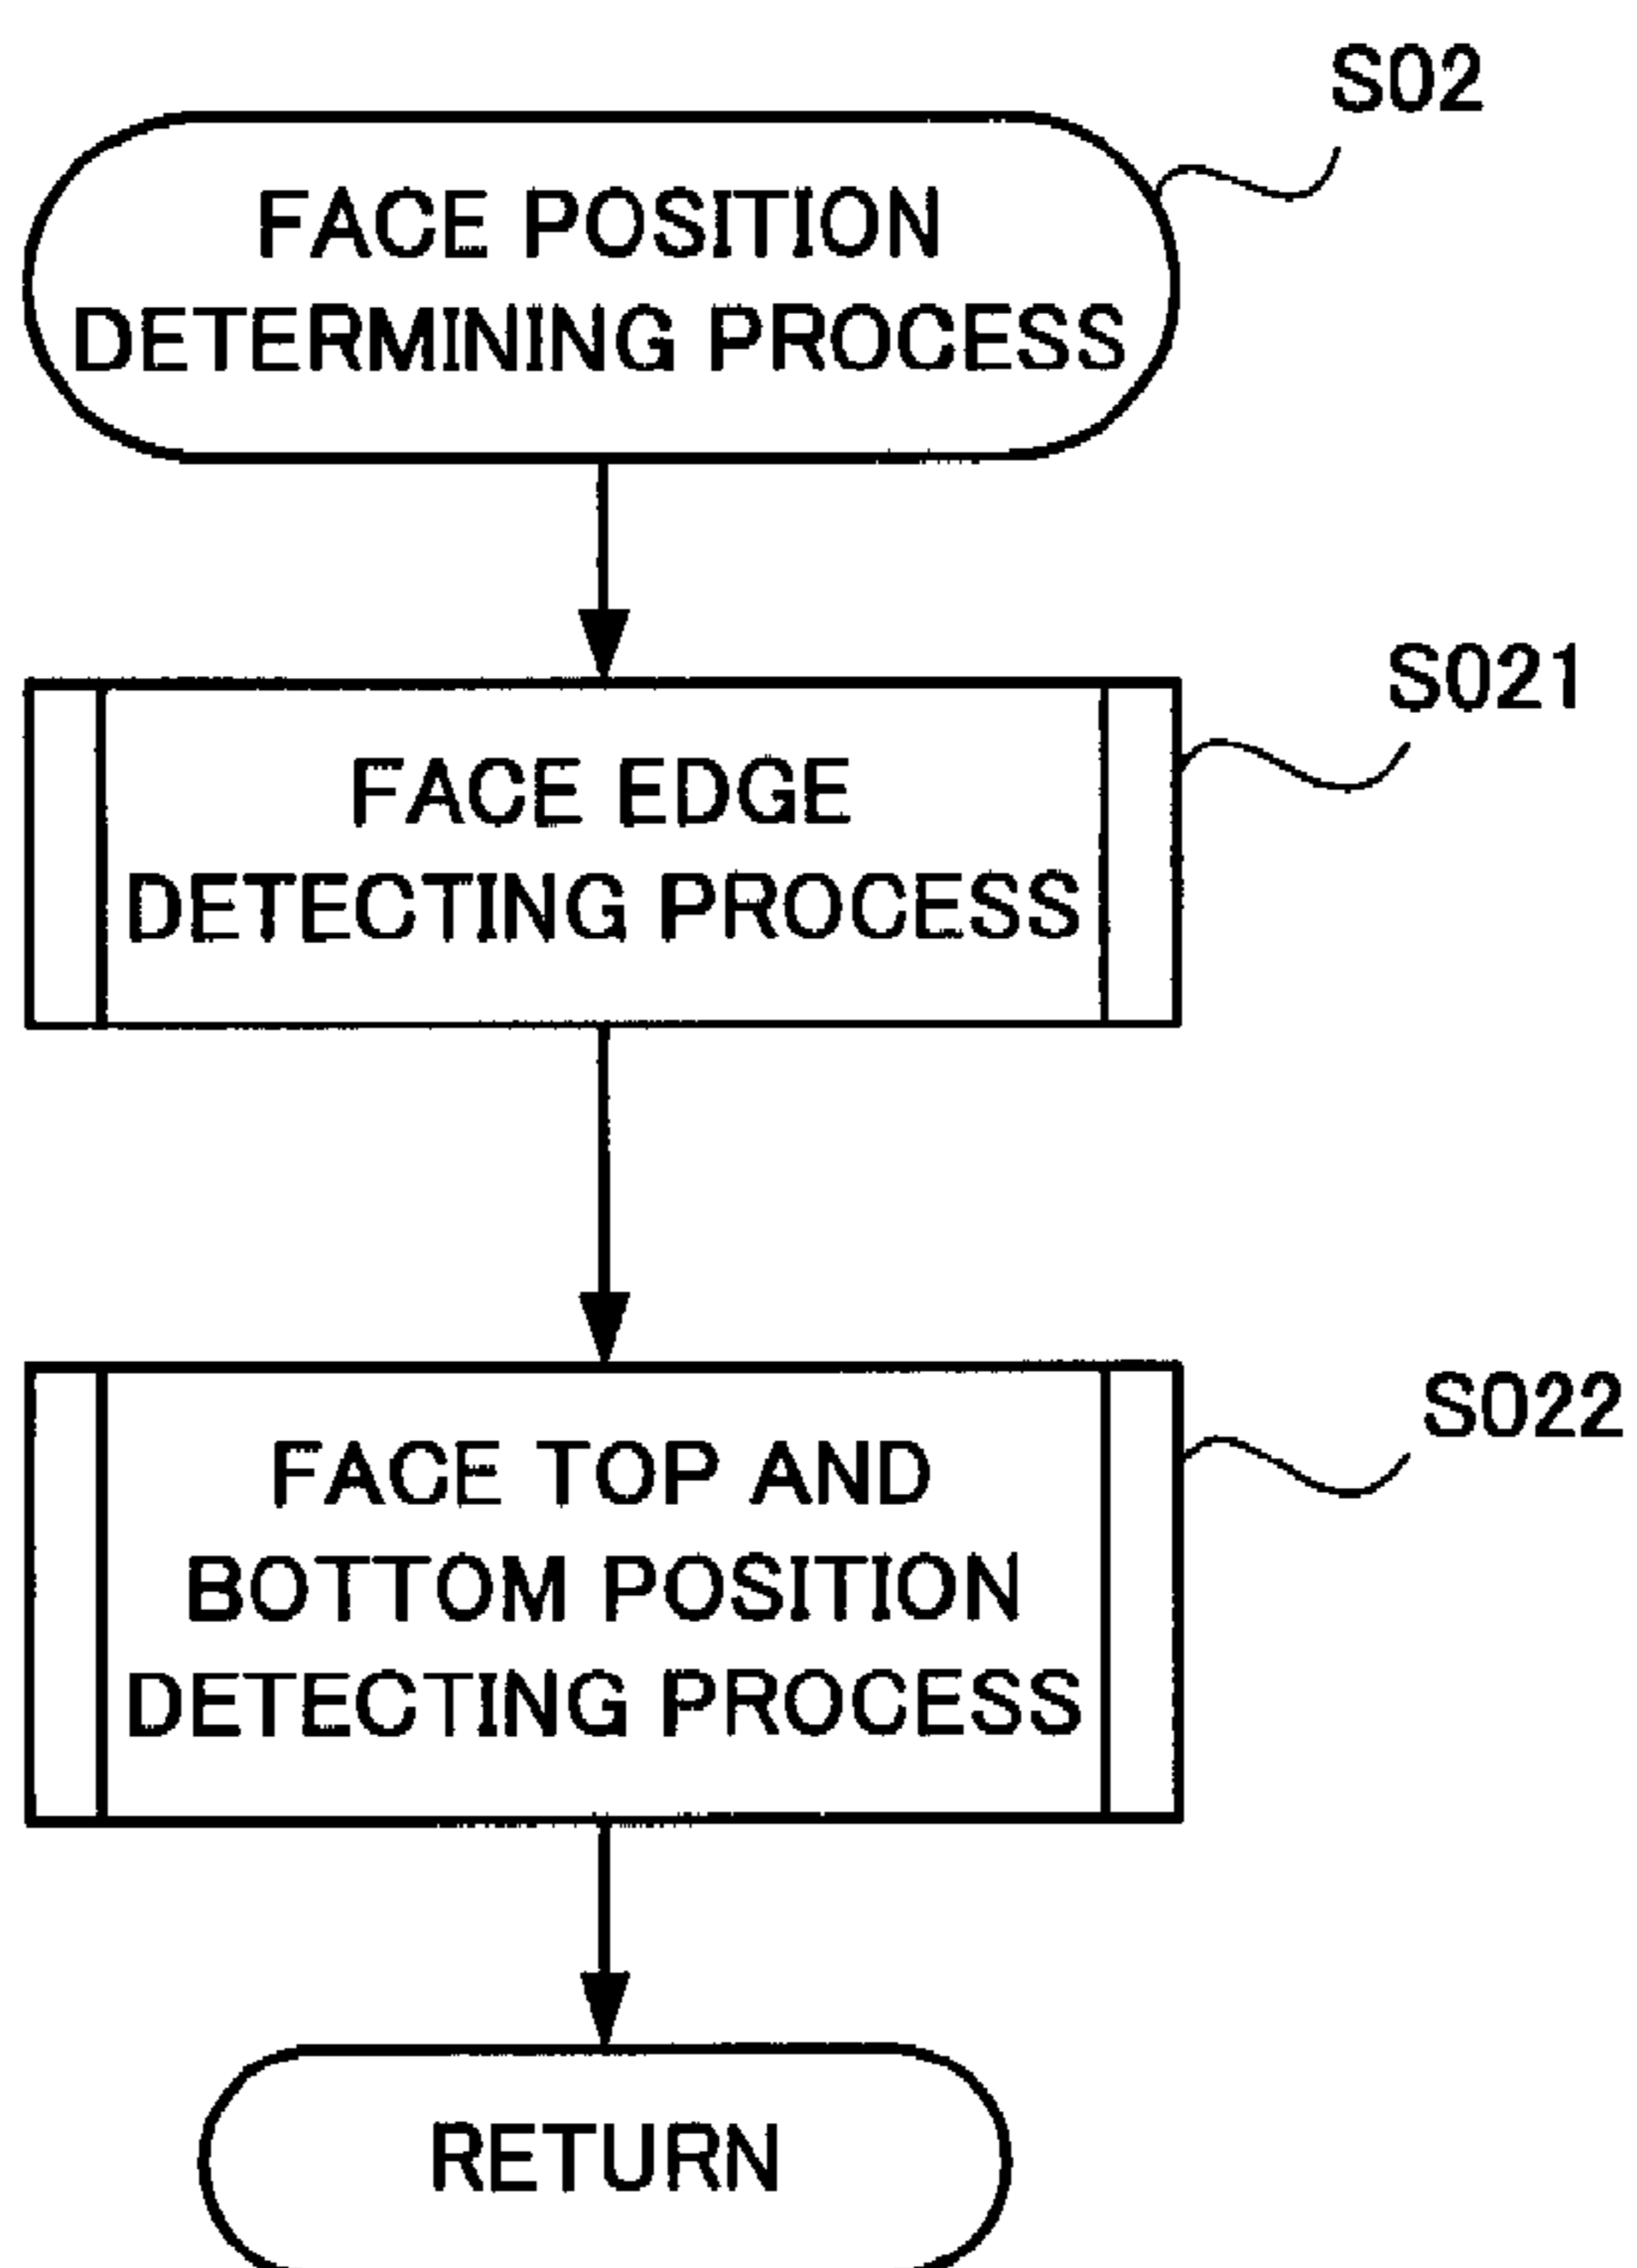 S02
FACE POSITION
DETERMINING PROCESS
S021
FACE EDGE
DETECTING PROCESS
S022
FACE TOP AND
BOTTOM POSITION
DETECTING PROCESS
RETURN